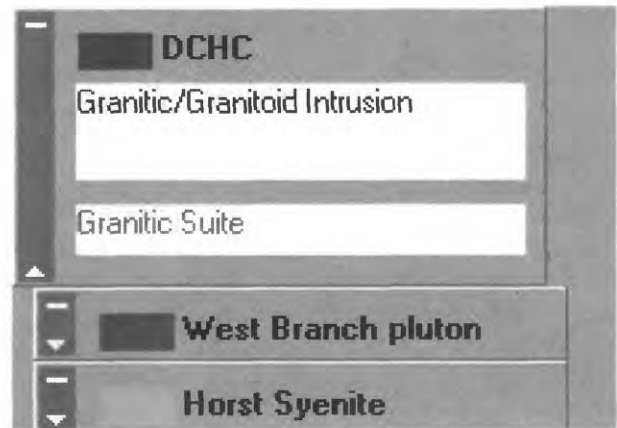 DCHC
Granitic/Granitoid Intrusion
Granitic Suite
West Branch pluton
Horst Syenite